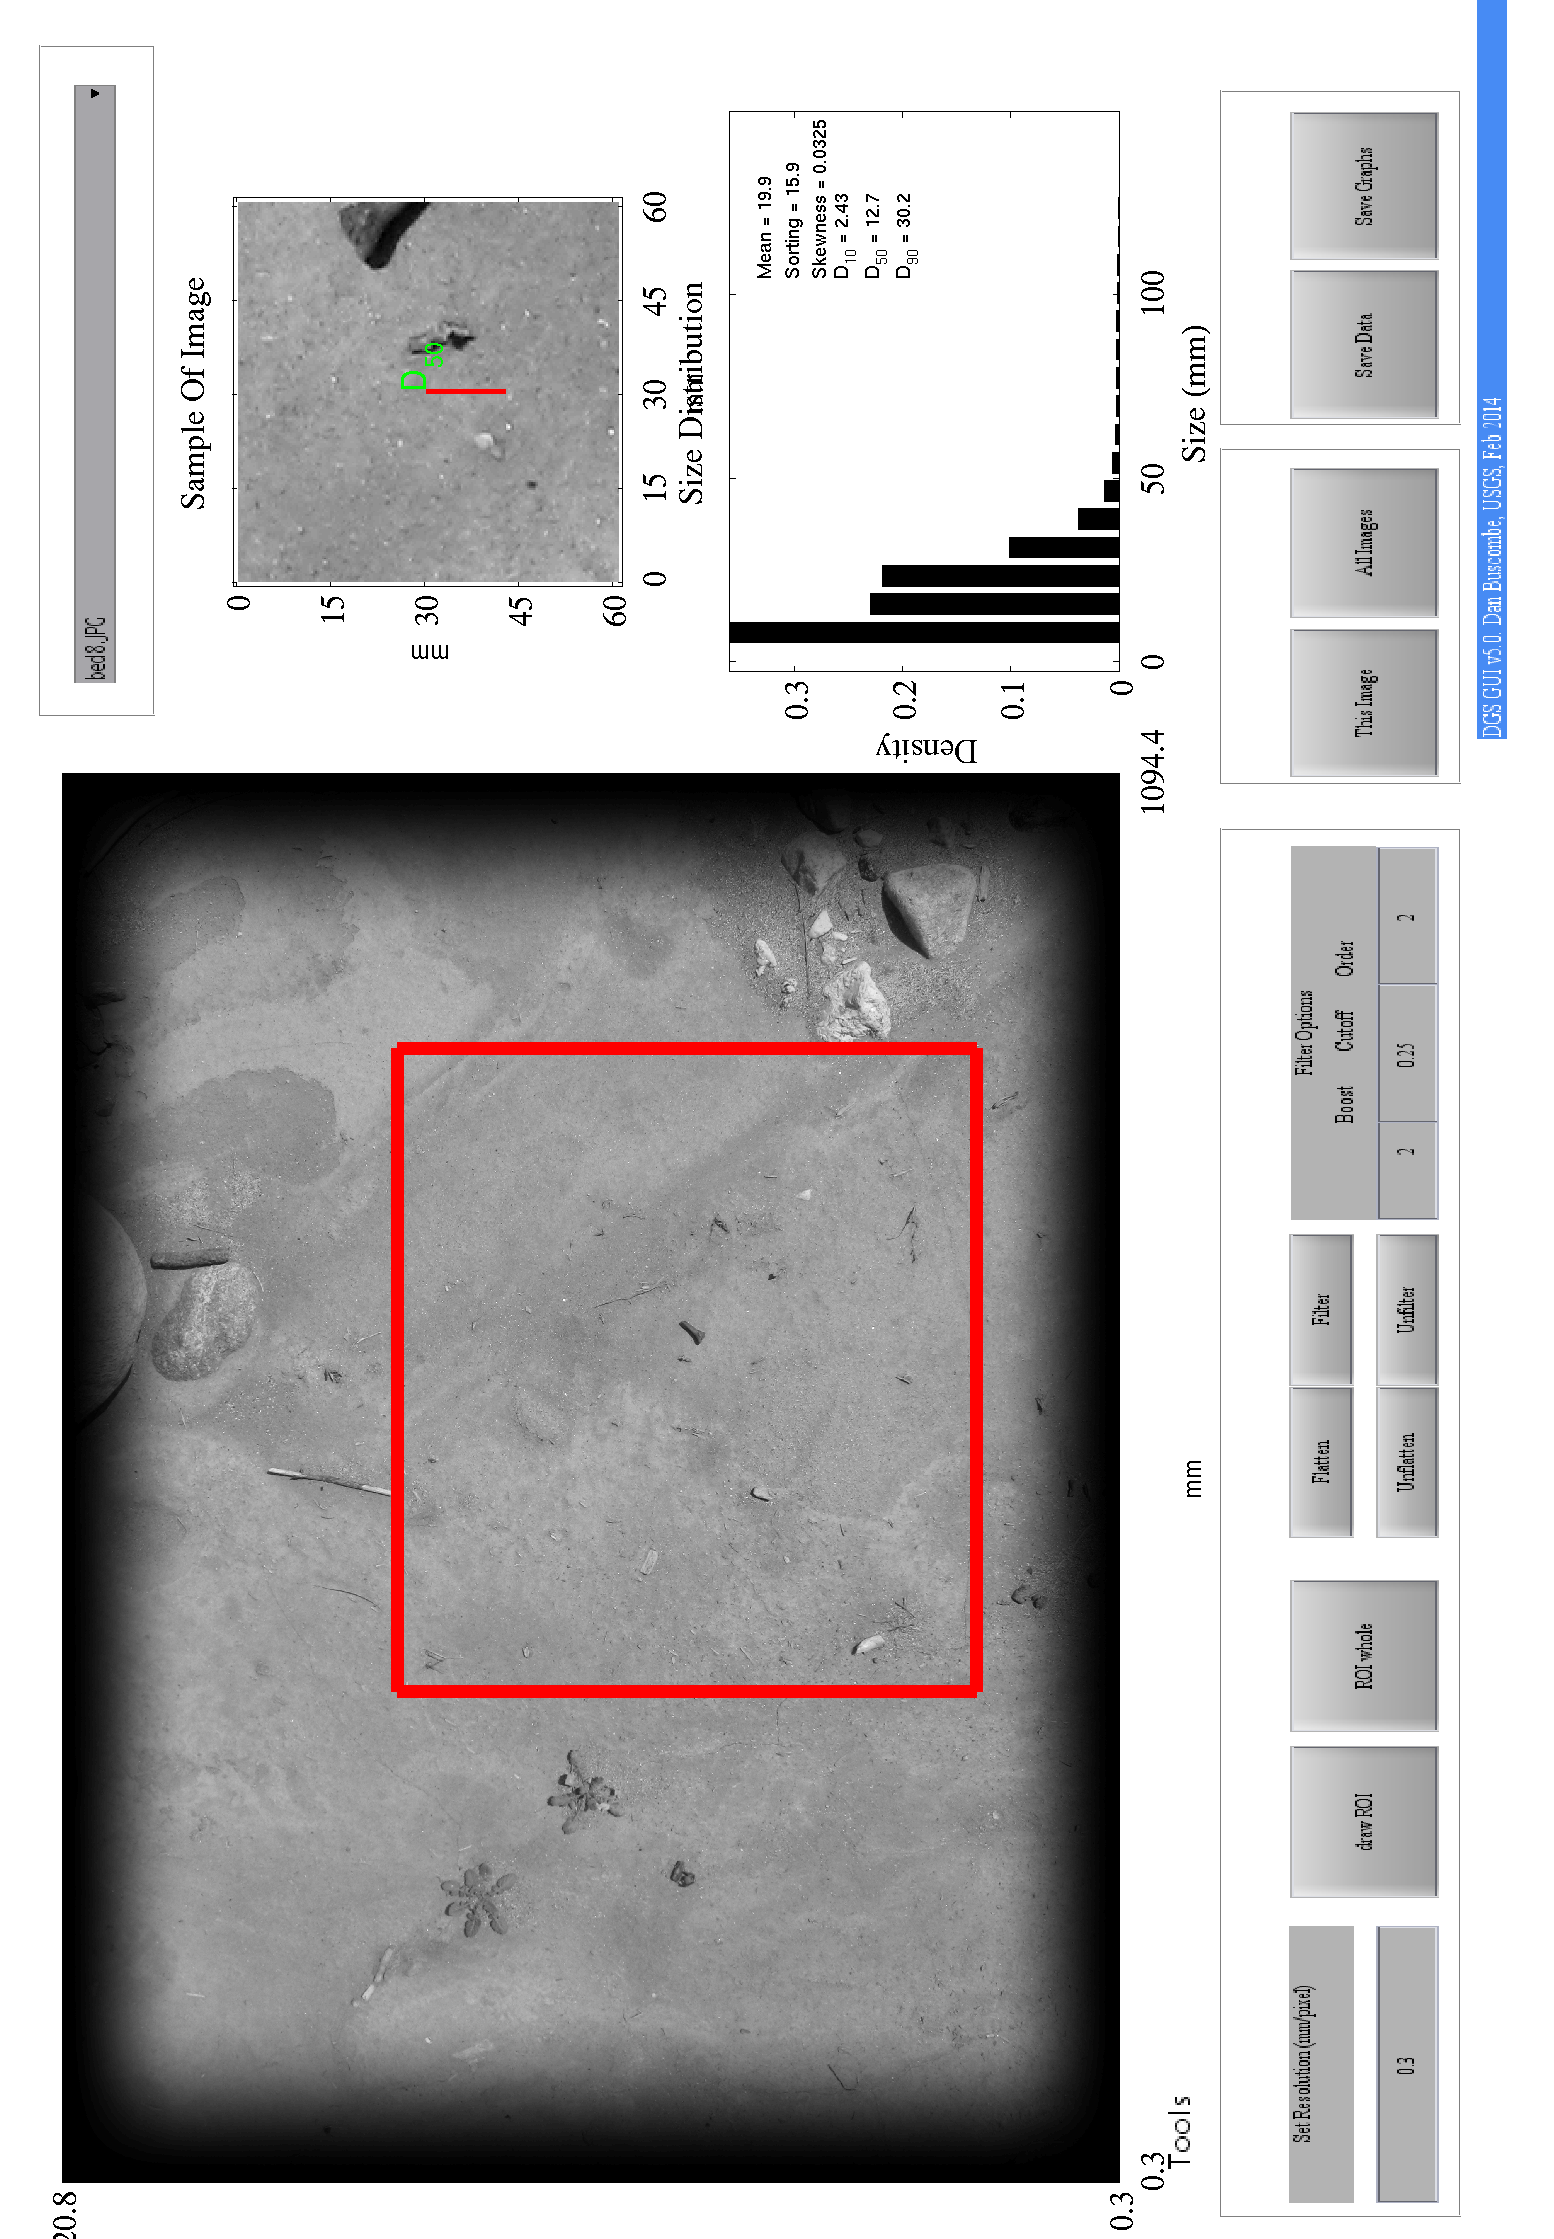 bed8.JPG
Sample Of Image
0
15
30
45
60
mm
D50
0 15 30 45 60
mm
Size Distribution
0.3
0.2
0.1
0
Density
Mean = 19.9
Sorting = 15.9
Skewness = 0.0325
D10 = 2.43
D50 = 12.7
D90 = 30.2
0 50 100
Size (mm)
20.8
0.3
0.3 1094.4
mm
Tools
Set Resolution (mm/pixel)
0.3
draw ROI
ROI whole
Flatten
Filter
Unflatten
Unfilter
Filter Options
Boost Cutoff Order
2 0.25 2
This Image
All Images
Save Data
Save Graphs
DGS GUI v5.0. Dan Buscombe, USGS, Feb 2014